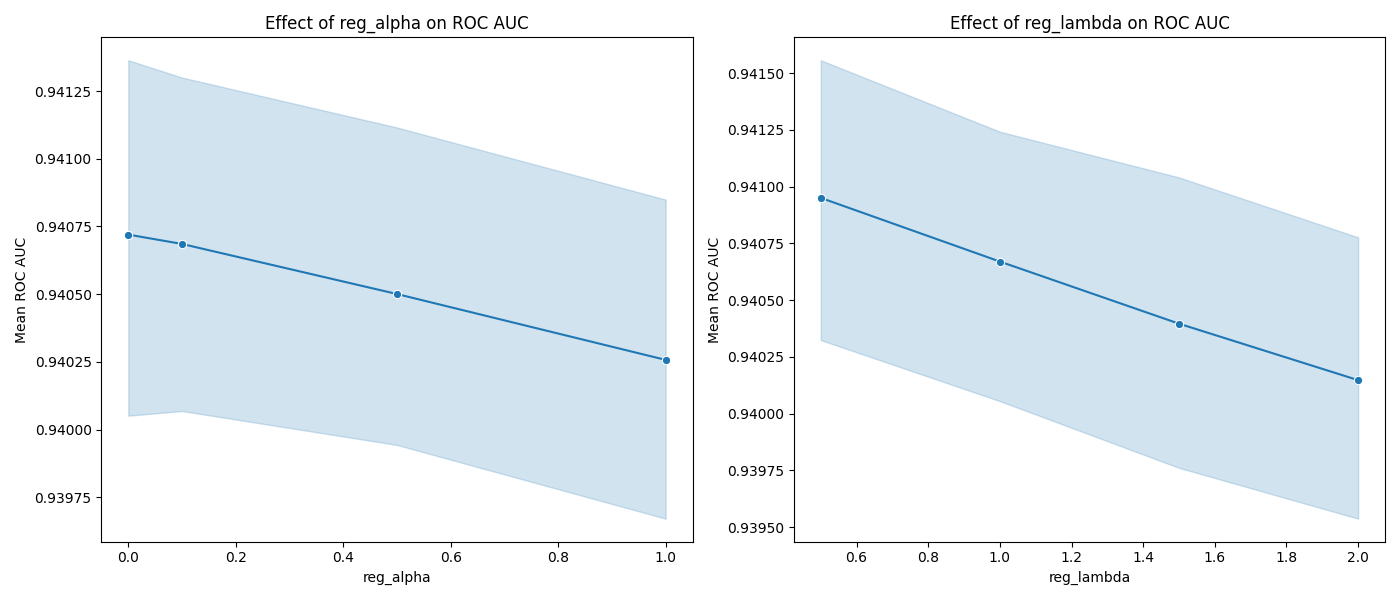 Effect of reg_alpha on ROC AUC
Mean ROC AUC
0.94125
0.94100
0.94075
0.94050
0.94025
0.94000
0.93975
0.0 0.2 0.4 0.6 0.8 1.0
reg_alpha
Effect of reg_lambda on ROC AUC
Mean ROC AUC
0.94150
0.94125
0.94100
0.94075
0.94050
0.94025
0.94000
0.93975
0.93950
0.6 0.8 1.0 1.2 1.4 1.6 1.8 2.0
reg_lambda